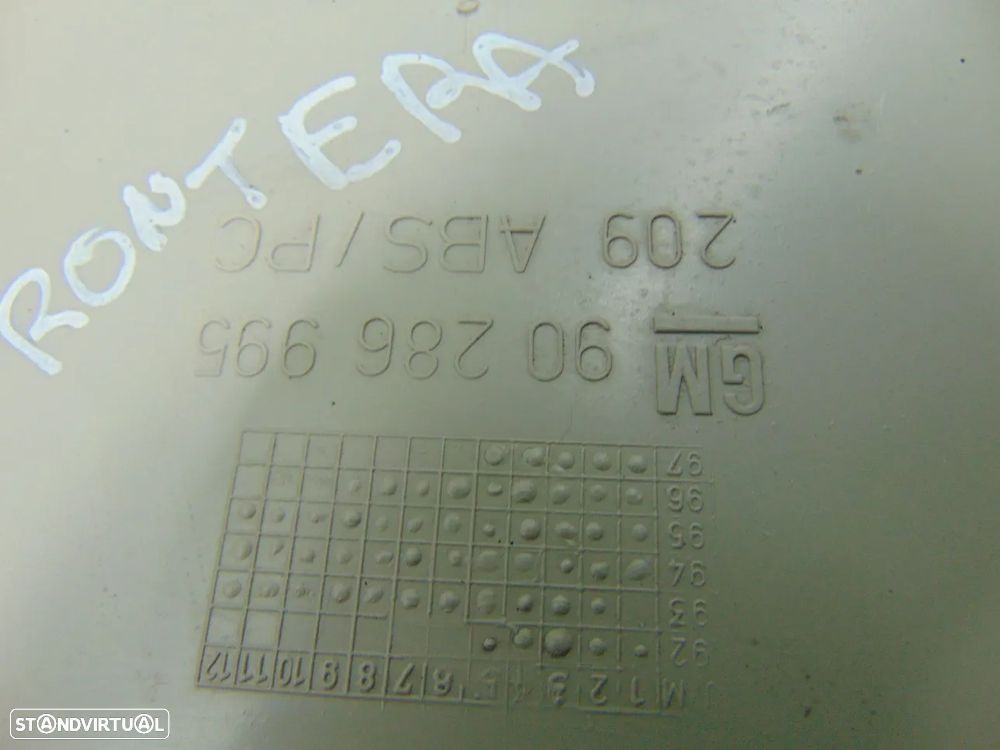 RONTERA
M 1 2 3 4 5 6 7 8 9 10 11 12
92
93
94
95
96
97
GM 90 286 995
209 ABS/PC
STANDVIRTUAL